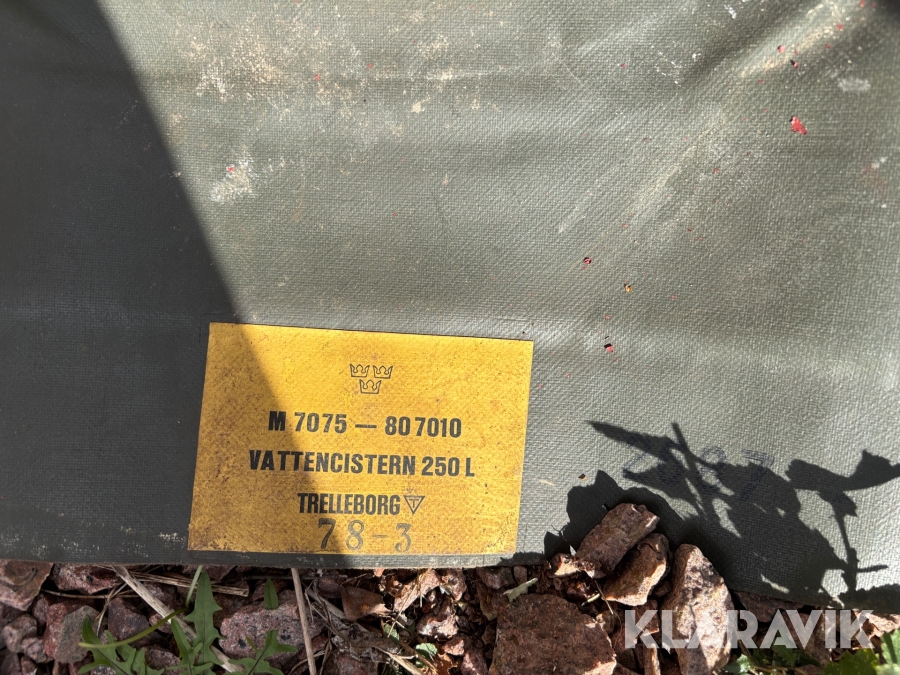 M 7075 — 807010
VATTENCISTERN 250 L
TRELLEBORG
78-3
KLARAVIK